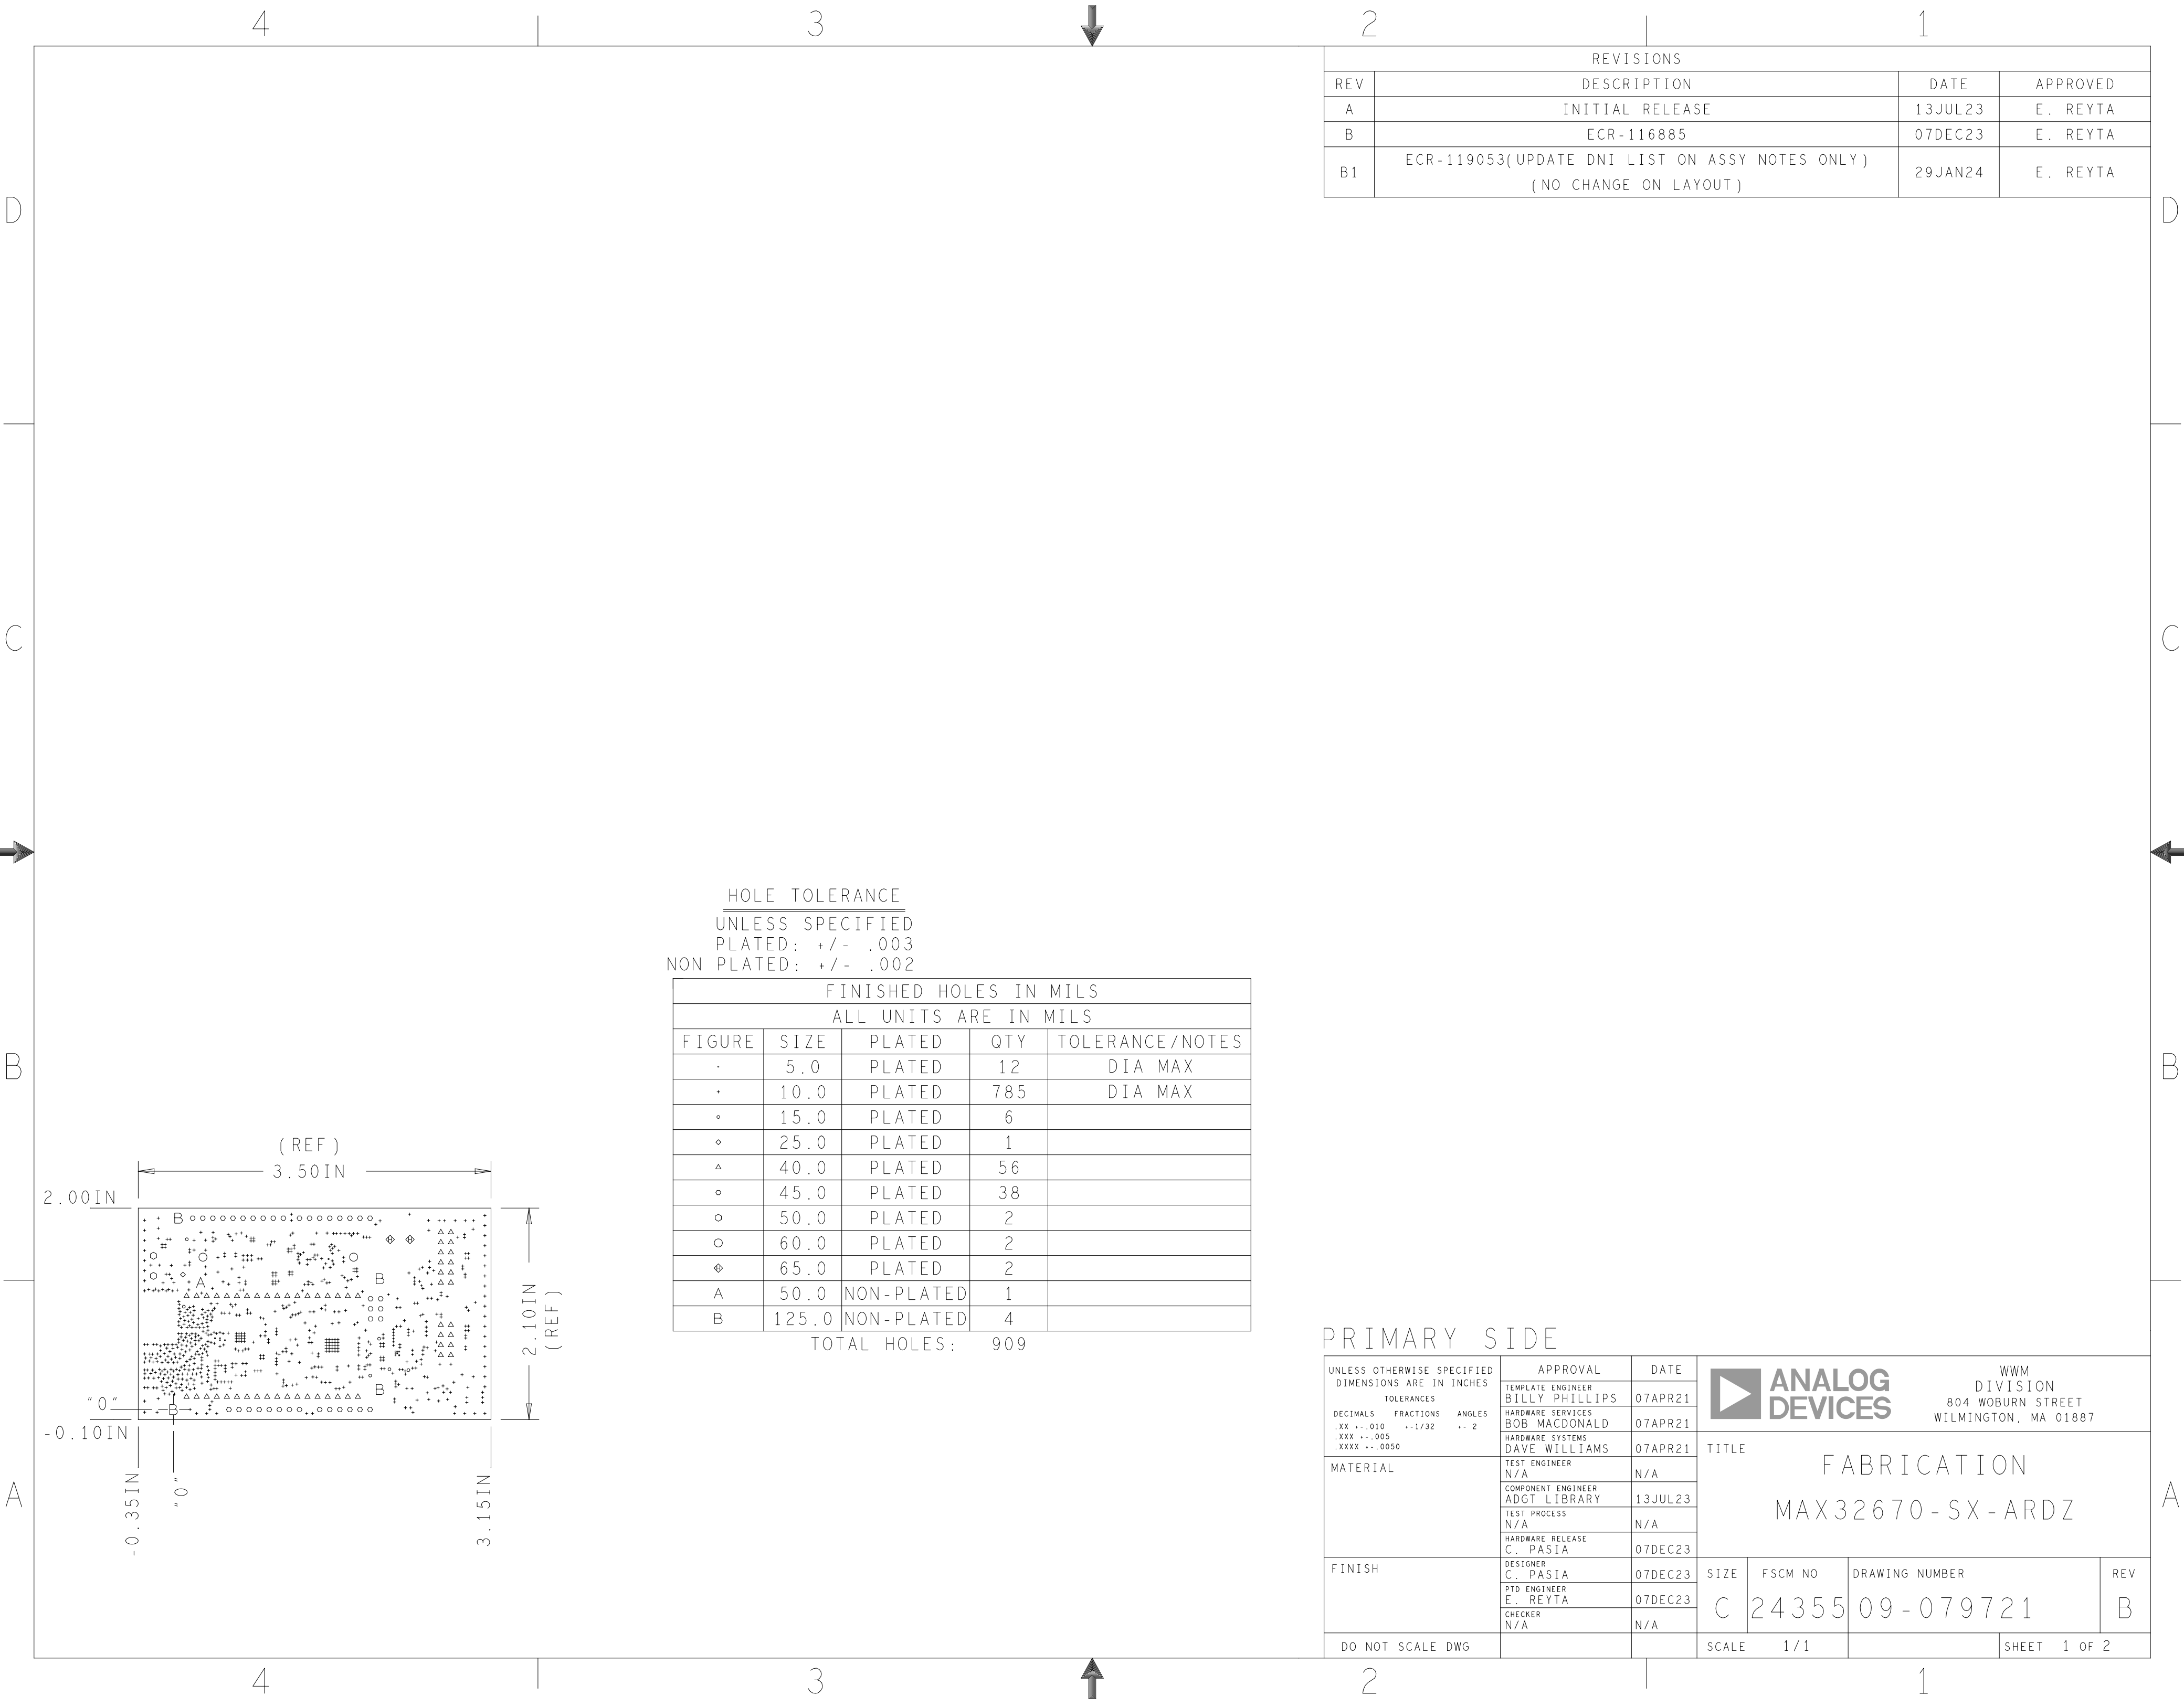 4 3 2 1
REVISIONS
REV DESCRIPTION DATE APPROVED
A INITIAL RELEASE 13JUL23 E. REYTA
B ECR-116885 07DEC23 E. REYTA
B1 ECR-119053(UPDATE DNI LIST ON ASSY NOTES ONLY) 29JAN24 E. REYTA
(NO CHANGE ON LAYOUT)
D D
C C
HOLE TOLERANCE
UNLESS SPECIFIED
PLATED: +/- .003
NON PLATED: +/- .002
FINISHED HOLES IN MILS
ALL UNITS ARE IN MILS
FIGURE SIZE PLATED QTY TOLERANCE/NOTES
5.0 PLATED 12 DIA MAX
10.0 PLATED 785 DIA MAX
15.0 PLATED 6
25.0 PLATED 1
40.0 PLATED 56
45.0 PLATED 38
50.0 PLATED 2
60.0 PLATED 2
65.0 PLATED 2
A 50.0 NON-PLATED 1
B 125.0 NON-PLATED 4
TOTAL HOLES: 909
B B
(REF)
3.50IN
2.00IN
B
A
B
B
B
2.10IN
(REF)
"0"
-0.10IN
-0.35IN
"0"
3.15IN
PRIMARY SIDE
UNLESS OTHERWISE SPECIFIED
DIMENSIONS ARE IN INCHES
TOLERANCES
DECIMALS FRACTIONS ANGLES
.XX +-.010 +-1/32 +- 2
.XXX +-.005
.XXXX +-.0050
MATERIAL
FINISH
DO NOT SCALE DWG
APPROVAL DATE
TEMPLATE ENGINEER
BILLY PHILLIPS 07APR21
HARDWARE SERVICES
BOB MACDONALD 07APR21
HARDWARE SYSTEMS
DAVE WILLIAMS 07APR21
TEST ENGINEER
N/A N/A
COMPONENT ENGINEER
ADGT LIBRARY 13JUL23
TEST PROCESS
N/A N/A
HARDWARE RELEASE
C. PASIA 07DEC23
DESIGNER
C. PASIA 07DEC23
PTD ENGINEER
E. REYTA 07DEC23
CHECKER
N/A N/A
ANALOG
DEVICES
WWM
DIVISION
804 WOBURN STREET
WILMINGTON, MA 01887
TITLE
FABRICATION
MAX32670-SX-ARDZ
SIZE FSCM NO DRAWING NUMBER REV
C 24355 09-079721 B
SCALE 1/1 SHEET 1 OF 2
A A
4 3 2 1